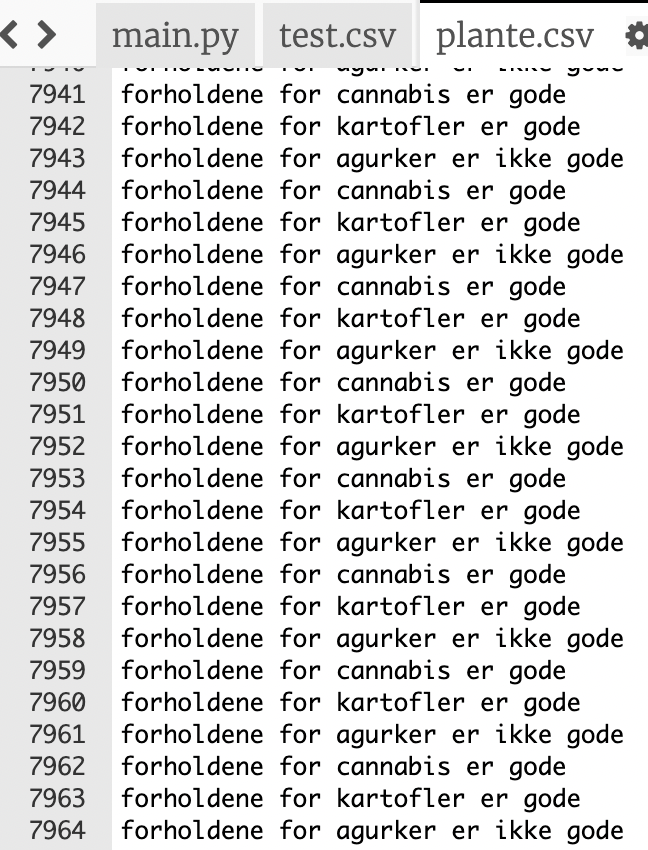 main.py test.csv plante.csv
7940 forholdene for agurker er ikke gode
7941 forholdene for cannabis er gode
7942 forholdene for kartofler er gode
7943 forholdene for agurker er ikke gode
7944 forholdene for cannabis er gode
7945 forholdene for kartofler er gode
7946 forholdene for agurker er ikke gode
7947 forholdene for cannabis er gode
7948 forholdene for kartofler er gode
7949 forholdene for agurker er ikke gode
7950 forholdene for cannabis er gode
7951 forholdene for kartofler er gode
7952 forholdene for agurker er ikke gode
7953 forholdene for cannabis er gode
7954 forholdene for kartofler er gode
7955 forholdene for agurker er ikke gode
7956 forholdene for cannabis er gode
7957 forholdene for kartofler er gode
7958 forholdene for agurker er ikke gode
7959 forholdene for cannabis er gode
7960 forholdene for kartofler er gode
7961 forholdene for agurker er ikke gode
7962 forholdene for cannabis er gode
7963 forholdene for kartofler er gode
7964 forholdene for agurker er ikke gode